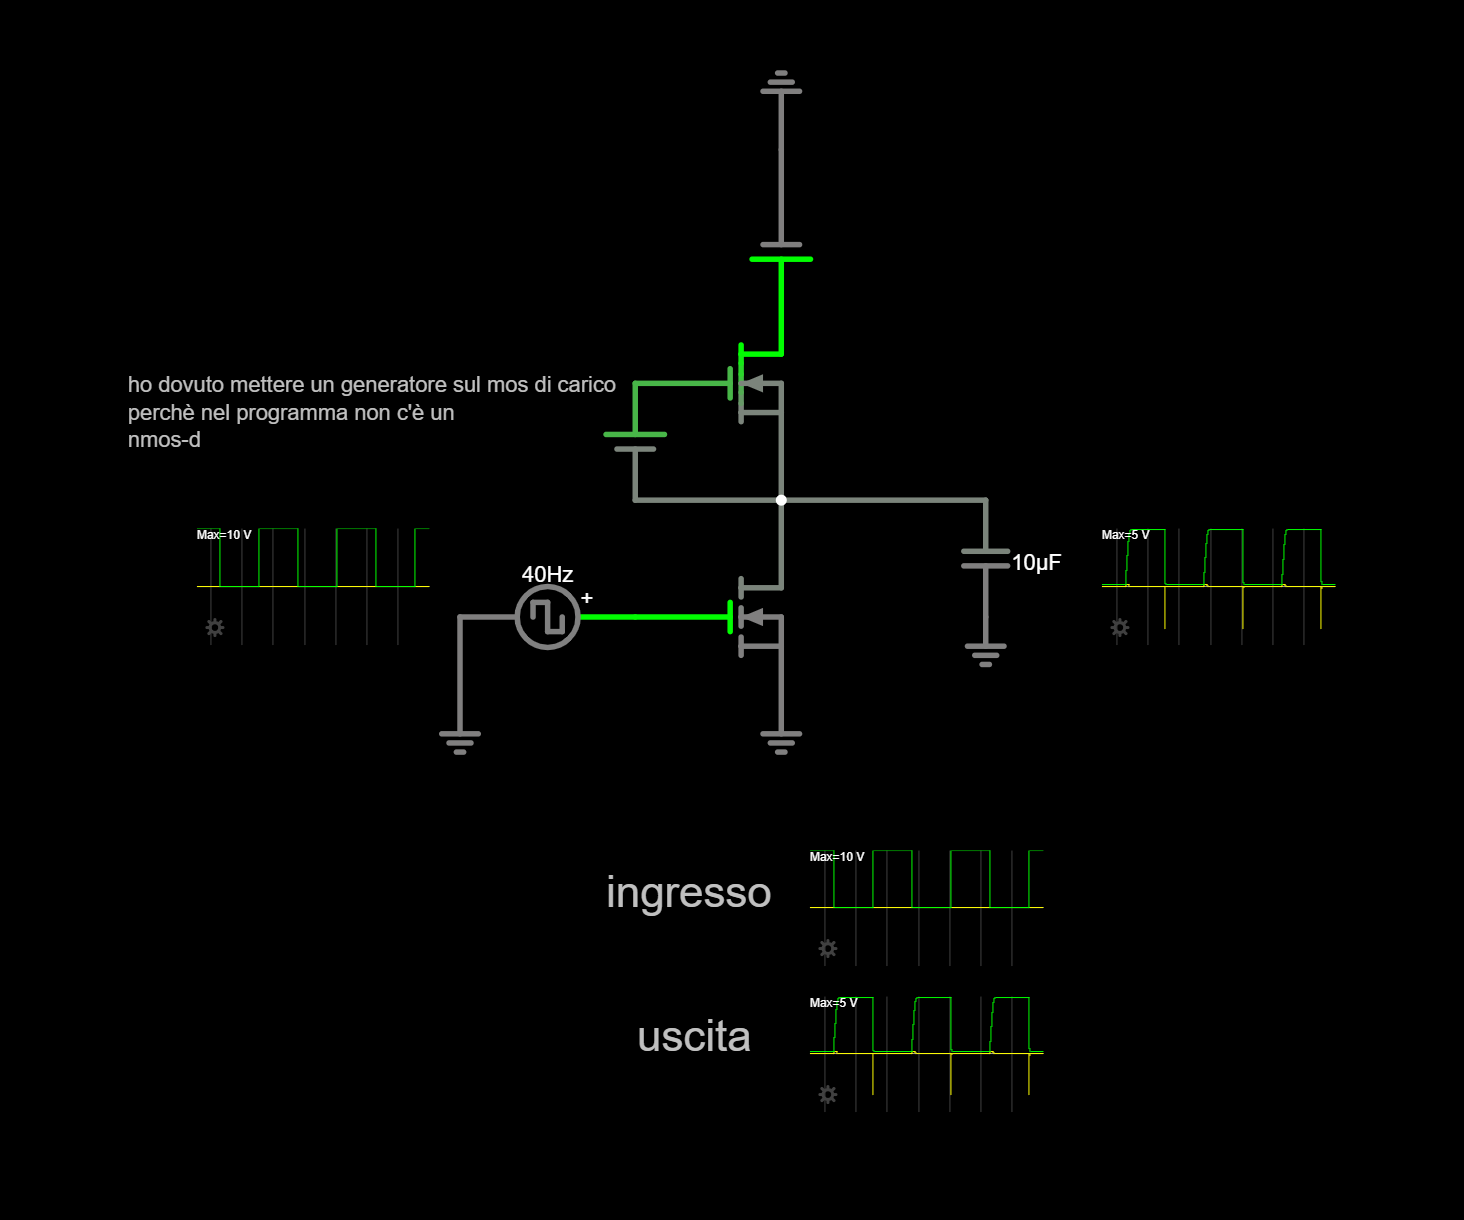 ho dovuto mettere un generatore sul mos di carico
perchè nel programma non c'è un
nmos-d
Max=10 V
Max=5 V
40Hz
+
10µF
ingresso
Max=10 V
uscita
Max=5 V